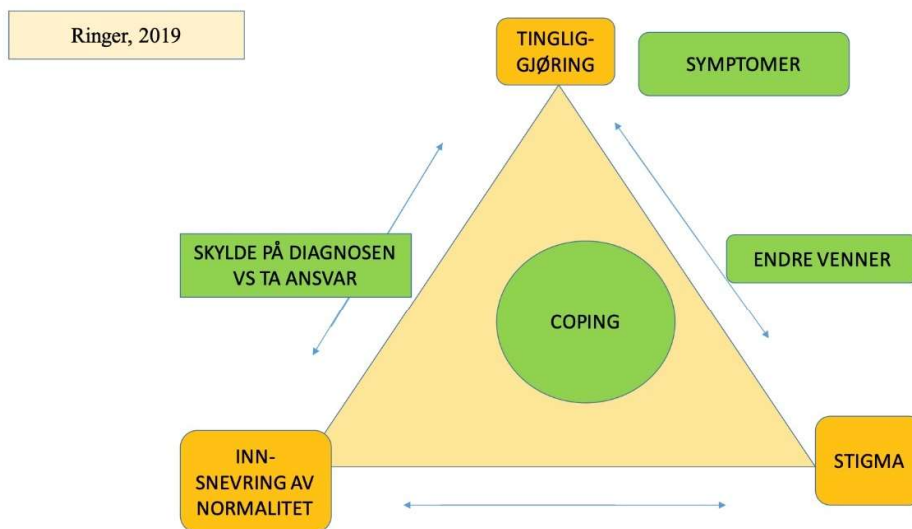 Ringer, 2019
TINGLIG-
GJØRING
SYMPTOMER
SKYLDE PÅ DIAGNOSEN
VS TA ANSVAR
ENDRE VENNER
COPING
INN-
SNEVRING AV
NORMALITET
STIGMA